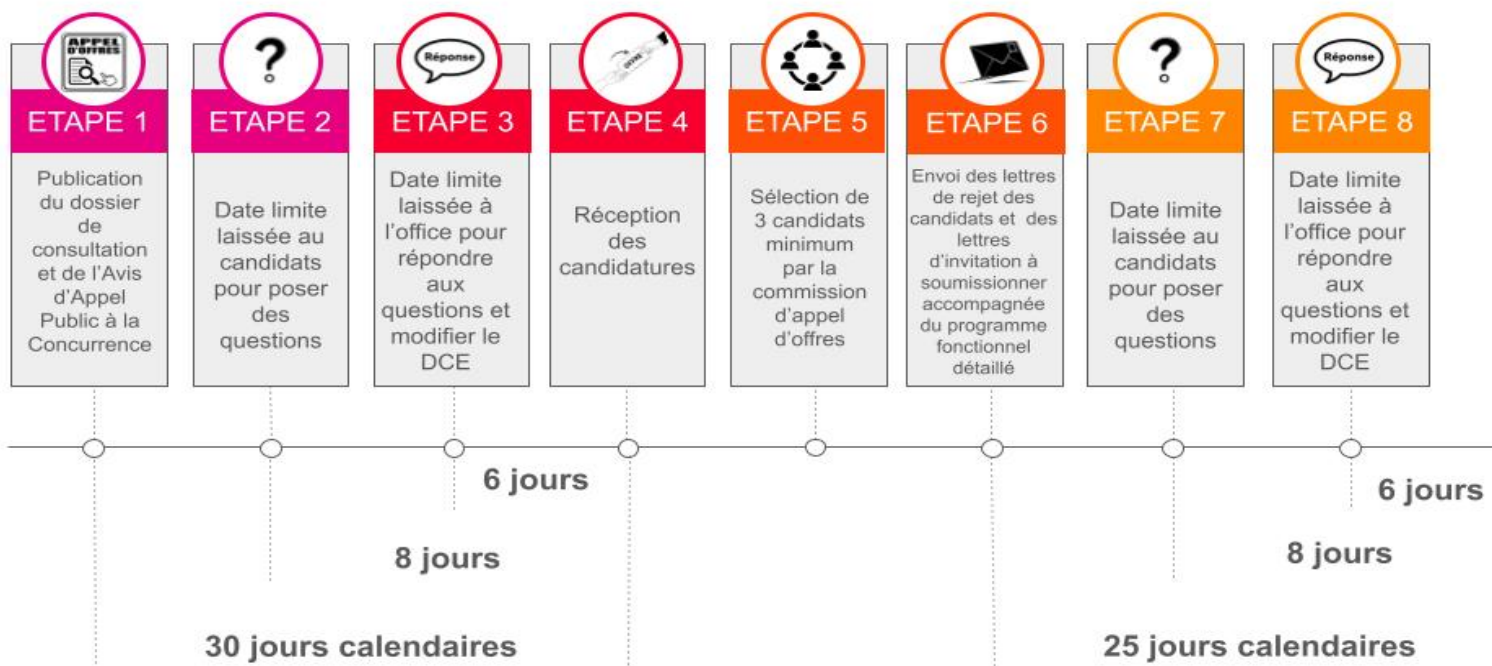 APPEL
D'OFFRES
ETAPE 1
Publication
du dossier
de
consultation
et de l'Avis
d'Appel
Public à la
Concurrence
?
ETAPE 2
Date limite
laissée au
candidats
pour poser
des
questions
Réponse
ETAPE 3
Date limite
laissée à
l'office pour
répondre
aux
questions et
modifier le
DCE
ETAPE 4
Réception
des
candidatures
ETAPE 5
Sélection de
3 candidats
minimum
par la
commission
d'appel
d'offres
ETAPE 6
Envoi des lettres
de rejet des
candidats et des
lettres
d'invitation à
soumissionner
accompagnée
du programme
fonctionnel
détaillé
?
ETAPE 7
Date limite
laissée au
candidats
pour poser
des
questions
Réponse
ETAPE 8
Date limite
laissée à
l'office pour
répondre
aux
questions et
modifier le
DCE
6 jours
6 jours
8 jours
8 jours
30 jours calendaires
25 jours calendaires